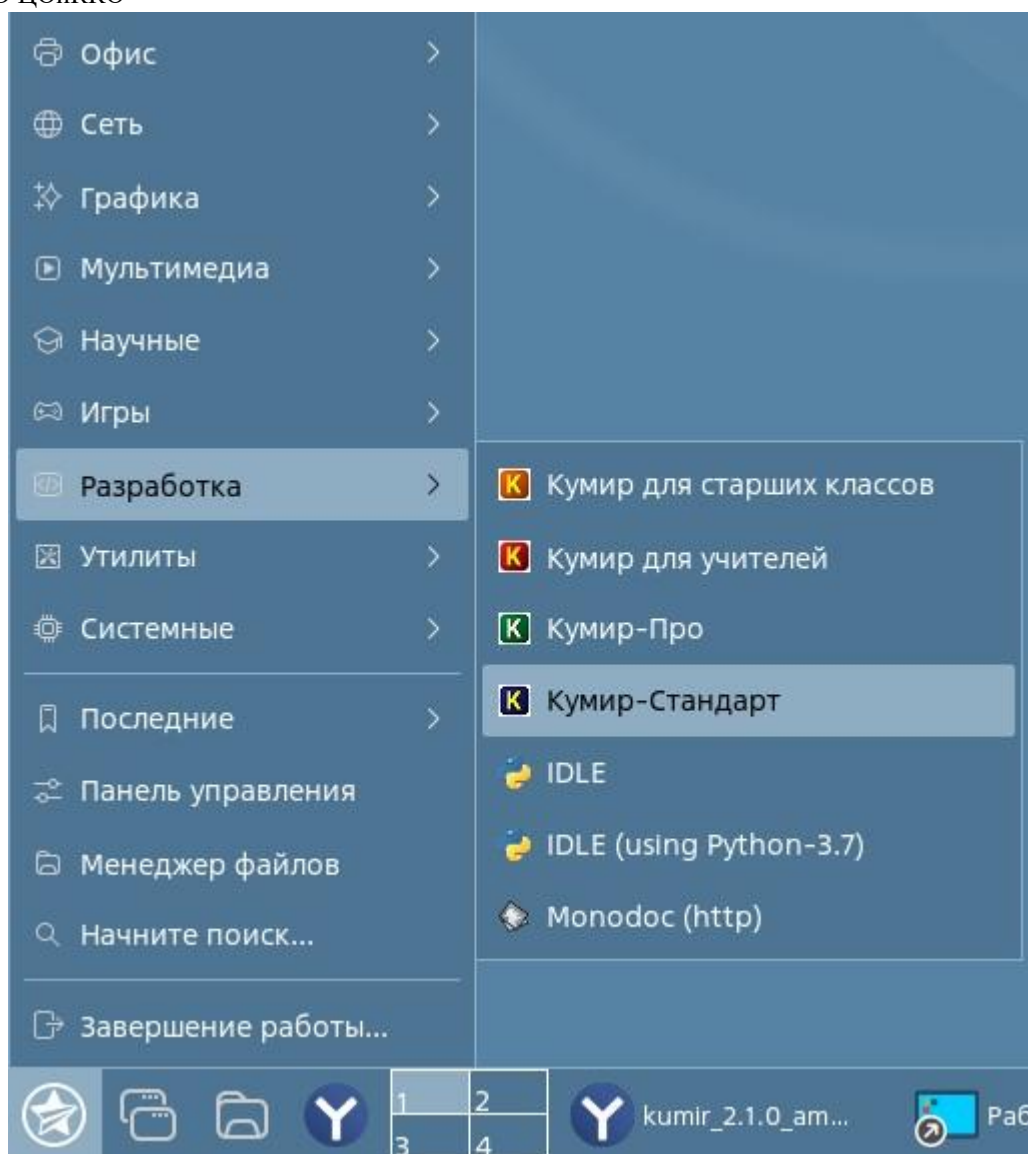 Офис
Сеть
Графика
Мультимедиа
Научные
Игры
Разработка
Утилиты
Системные
Последние
Панель управления
Менеджер файлов
Начните поиск...
Завершение работы...
Кумир для старших классов
Кумир для учителей
Кумир-Про
Кумир-Стандарт
IDLE
IDLE (using Python-3.7)
Monodoc (http)
1 2
3 4
kumir_2.1.0_am...
Раб